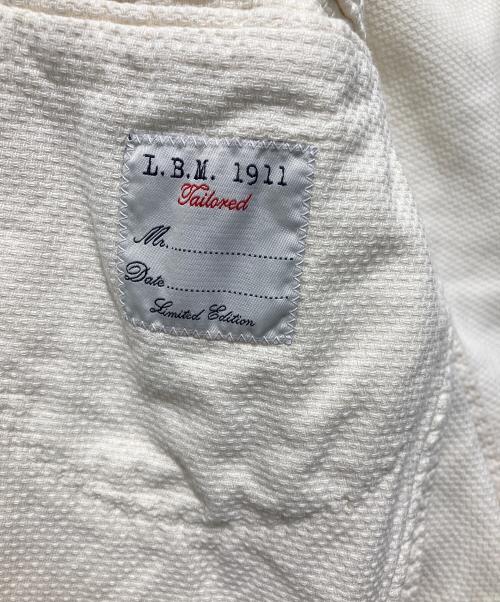 L.B.M. 1911
Tailored
Mr.
Date
Limited Edition